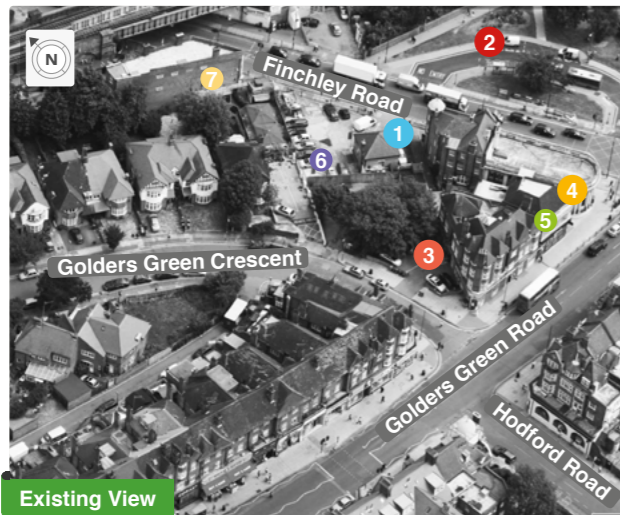 N
2
Finchley Road
7
1
6
4
5
3
Golders Green Crescent
Golders Green Road
Hodford Road
Existing View